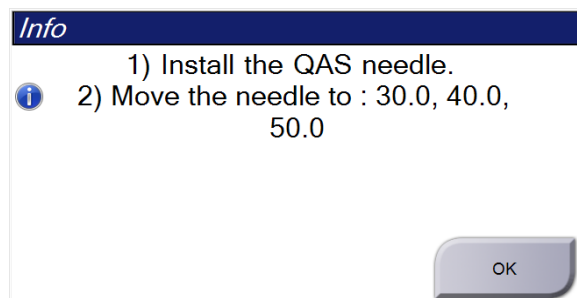 Info
1) Install the QAS needle.
2) Move the needle to : 30.0, 40.0,
50.0
OK